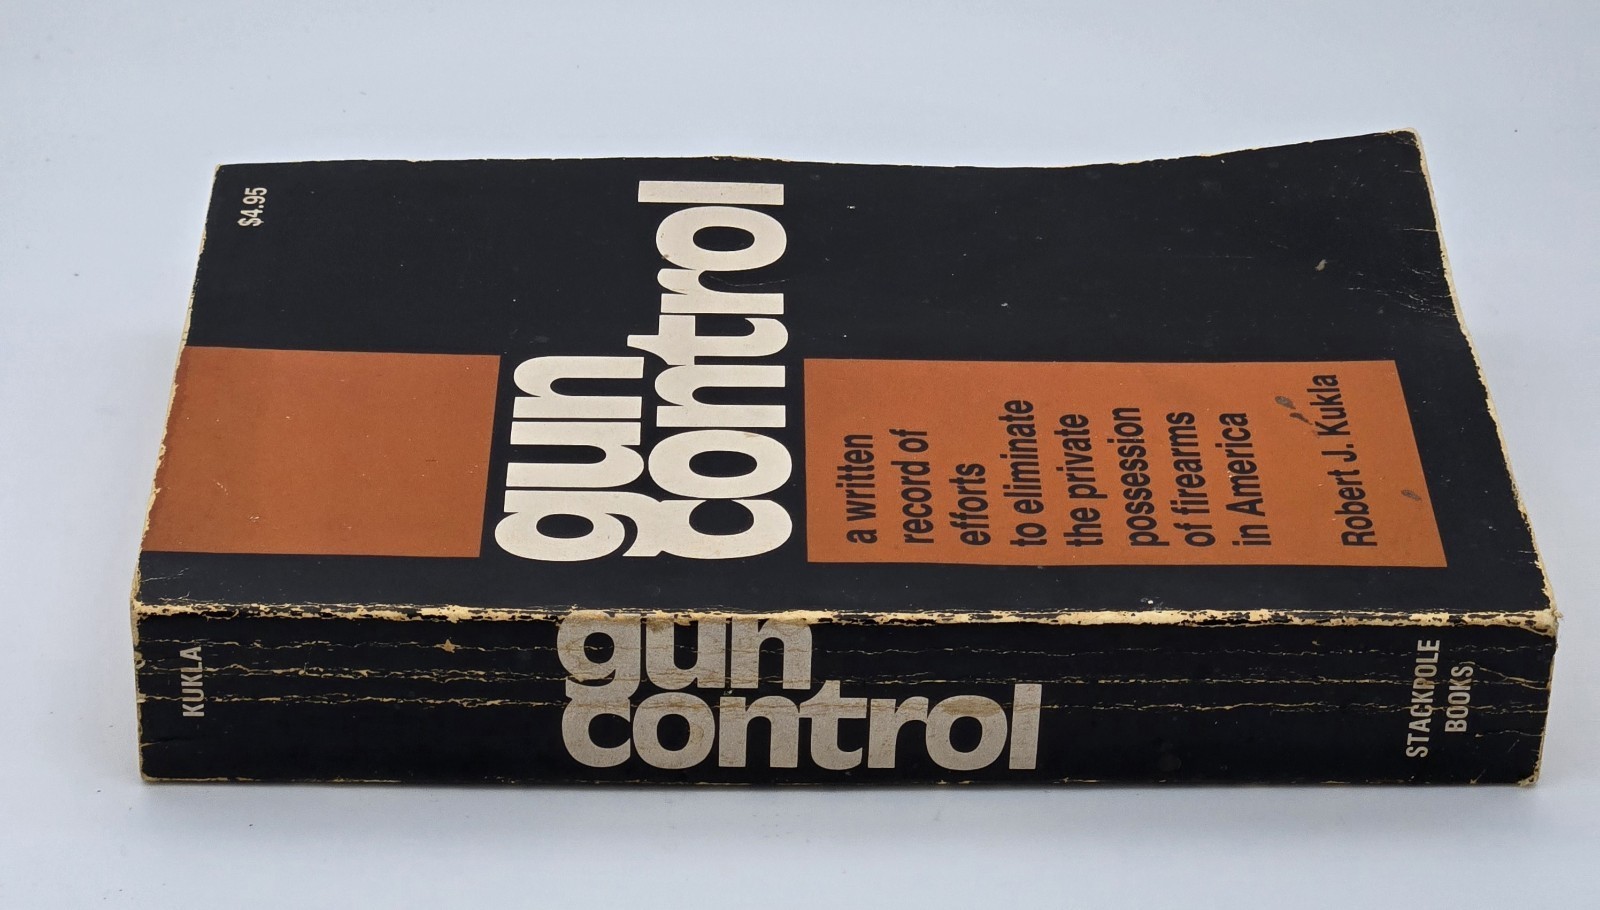 $4.95
gun
control
a written
record of
efforts
to eliminate
the private
possession
of firearms
in America
Robert J. Kukla
KUKLA
gun
control
STACKPOLE
BOOKS